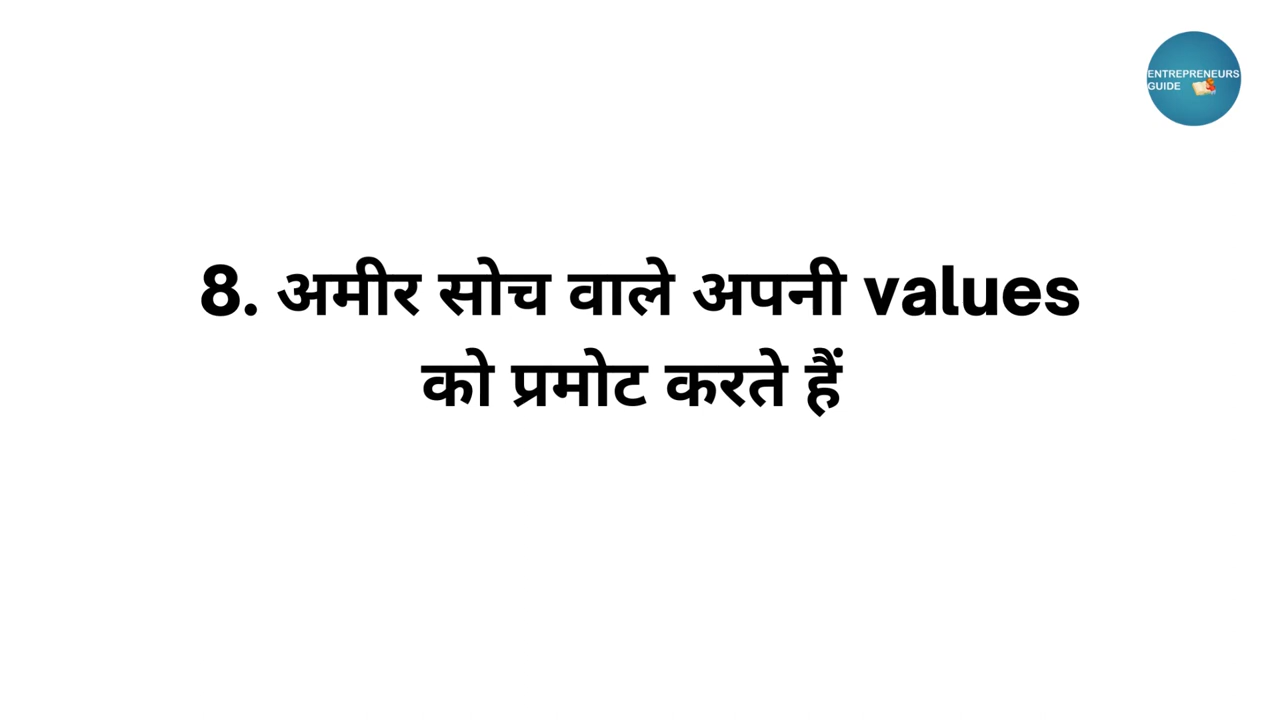 ENTREPRENEURS
GUIDE
8. अमीर सोच वाले अपनी values
को प्रमोट करते हैं